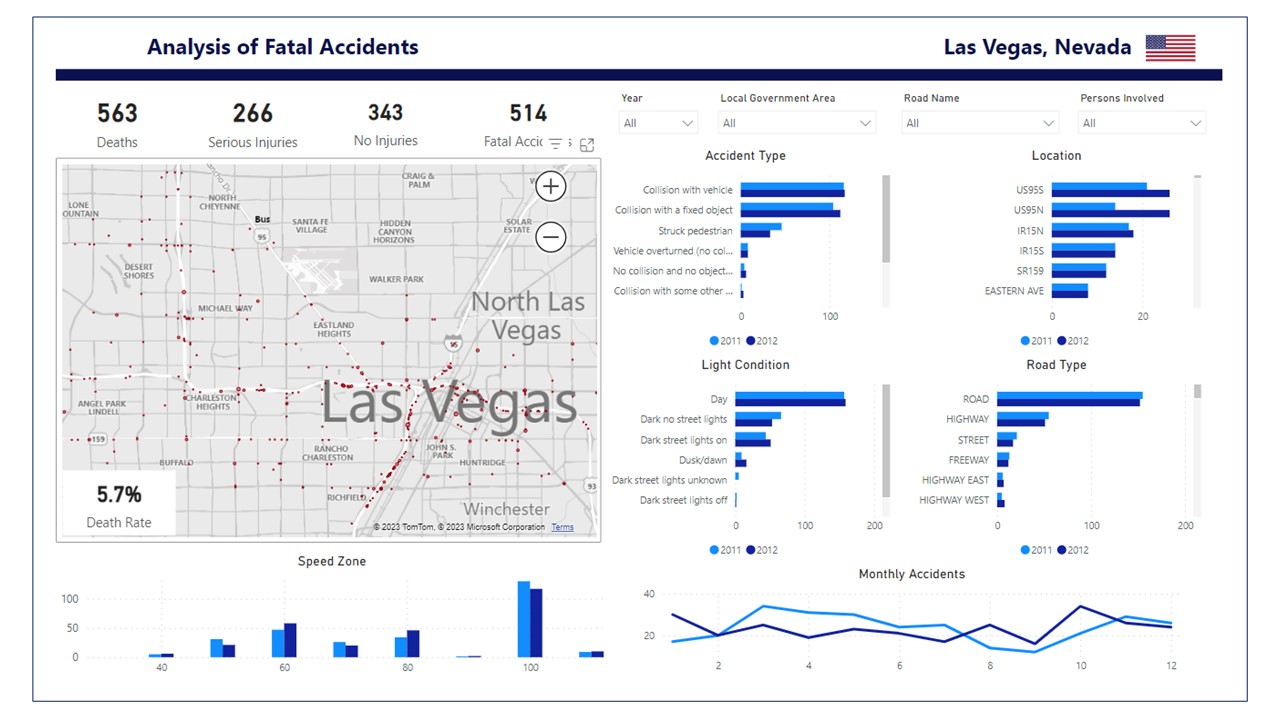 Analysis of Fatal Accidents
Las Vegas, Nevada
563
Deaths
266
Serious Injuries
343
No Injuries
514
Fatal Accic
Year
All
Local Government Area
All
Road Name
All
Persons Involved
All
CRAIG &
PALM
NORTH
CHEYENNE
LONE
OUNTAIN
Bus
95
SANTA FE
VILLAGE
HIDDEN
CANYON
HORIZONS
SOLAR
ESTATE
DESERT
SHORES
WALKER PARK
North Las
Vegas
MICHAEL WAY
EASTLAND
HEIGHTS
Las Vegas
CHARLESTON
HEIGHTS
ANGEL PARK
LINDELL
159
BUFFALO
RANCHO
CHARLESTON
JOHN S.
PARK
HUNTRIDGE
93
RICHFIELD
Winchester
5.7%
Death Rate
© 2023 TomTom, © 2023 Microsoft Corporation Terms
Accident Type
Collision with vehicle
Collision with a fixed object
Struck pedestrian
Vehicle overturned (no col...
No collision and no object...
Collision with some other ...
0 100
2011 2012
Location
US95S
US95N
IR15N
IR15S
SR159
EASTERN AVE
0 20
2011 2012
Light Condition
Day
Dark no street lights
Dark street lights on
Dusk/dawn
Dark street lights unknown
Dark street lights off
0 100 200
2011 2012
Road Type
ROAD
HIGHWAY
STREET
FREEWAY
HIGHWAY EAST
HIGHWAY WEST
0 100 200
2011 2012
Speed Zone
100
50
0
40 60 80 100
Monthly Accidents
40
20
2 4 6 8 10 12